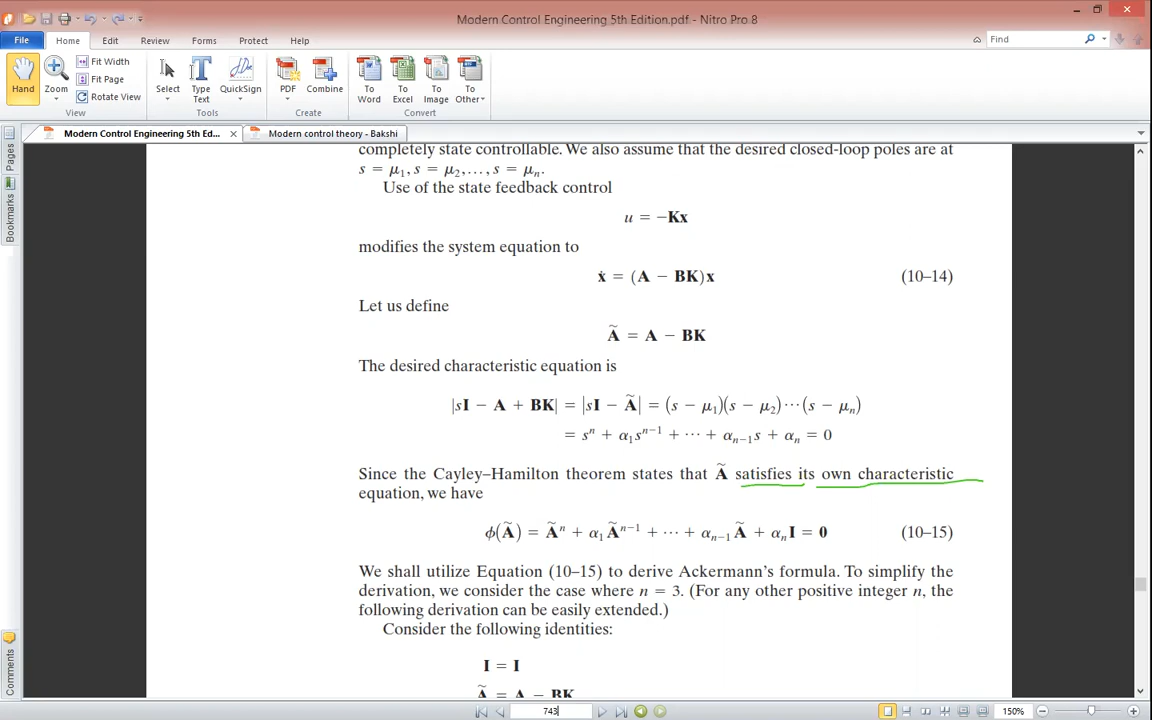 Modern Control Engineering 5th Edition.pdf - Nitro Pro 8
File Home Edit Review Forms Protect Help Find
Hand Zoom Fit Width Fit Page Rotate View Select Type Text QuickSign PDF Combine To Word To Excel To Image To Other
View Tools Create Convert
Modern Control Engineering 5th Ed... x Modern control theory - Bakshi
Pages
Bookmarks
Comments
completely state controllable. We also assume that the desired closed-loop poles are at
s = μ₁, s = μ₂, ..., s = μₙ.
Use of the state feedback control
u = −Kx
modifies the system equation to
ẋ = (A − BK)x (10–14)
Let us define
Ã = A − BK
The desired characteristic equation is
|sI − A + BK| = |sI − Ã| = (s − μ₁)(s − μ₂)⋯(s − μₙ)
= sⁿ + α₁sⁿ⁻¹ + ⋯ + αₙ₋₁s + αₙ = 0
Since the Cayley–Hamilton theorem states that Ã satisfies its own characteristic
equation, we have
ϕ(Ã) = Ãⁿ + α₁Ãⁿ⁻¹ + ⋯ + αₙ₋₁Ã + αₙI = 0 (10–15)
We shall utilize Equation (10–15) to derive Ackermann's formula. To simplify the
derivation, we consider the case where n = 3. (For any other positive integer n, the
following derivation can be easily extended.)
Consider the following identities:
I = I
Ã = A − BK
743 150%